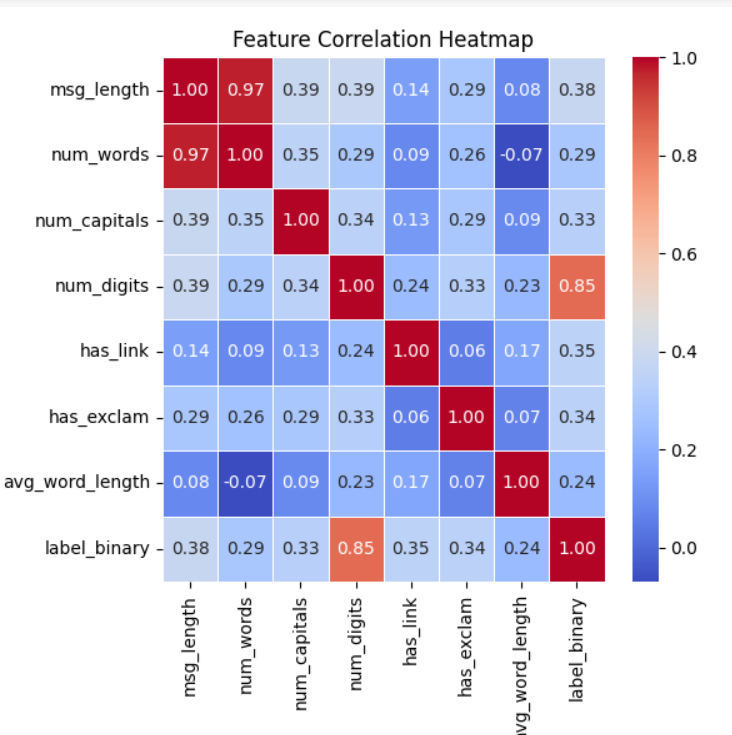 Feature Correlation Heatmap
msg_length 1.00 0.97 0.39 0.39 0.14 0.29 0.08 0.38
num_words 0.97 1.00 0.35 0.29 0.09 0.26 -0.07 0.29
num_capitals 0.39 0.35 1.00 0.34 0.13 0.29 0.09 0.33
num_digits 0.39 0.29 0.34 1.00 0.24 0.33 0.23 0.85
has_link 0.14 0.09 0.13 0.24 1.00 0.06 0.17 0.35
has_exclam 0.29 0.26 0.29 0.33 0.06 1.00 0.07 0.34
avg_word_length 0.08 -0.07 0.09 0.23 0.17 0.07 1.00 0.24
label_binary 0.38 0.29 0.33 0.85 0.35 0.34 0.24 1.00
msg_length
num_words
num_capitals
num_digits
has_link
has_exclam
avg_word_length
label_binary
1.0
0.8
0.6
0.4
0.2
0.0